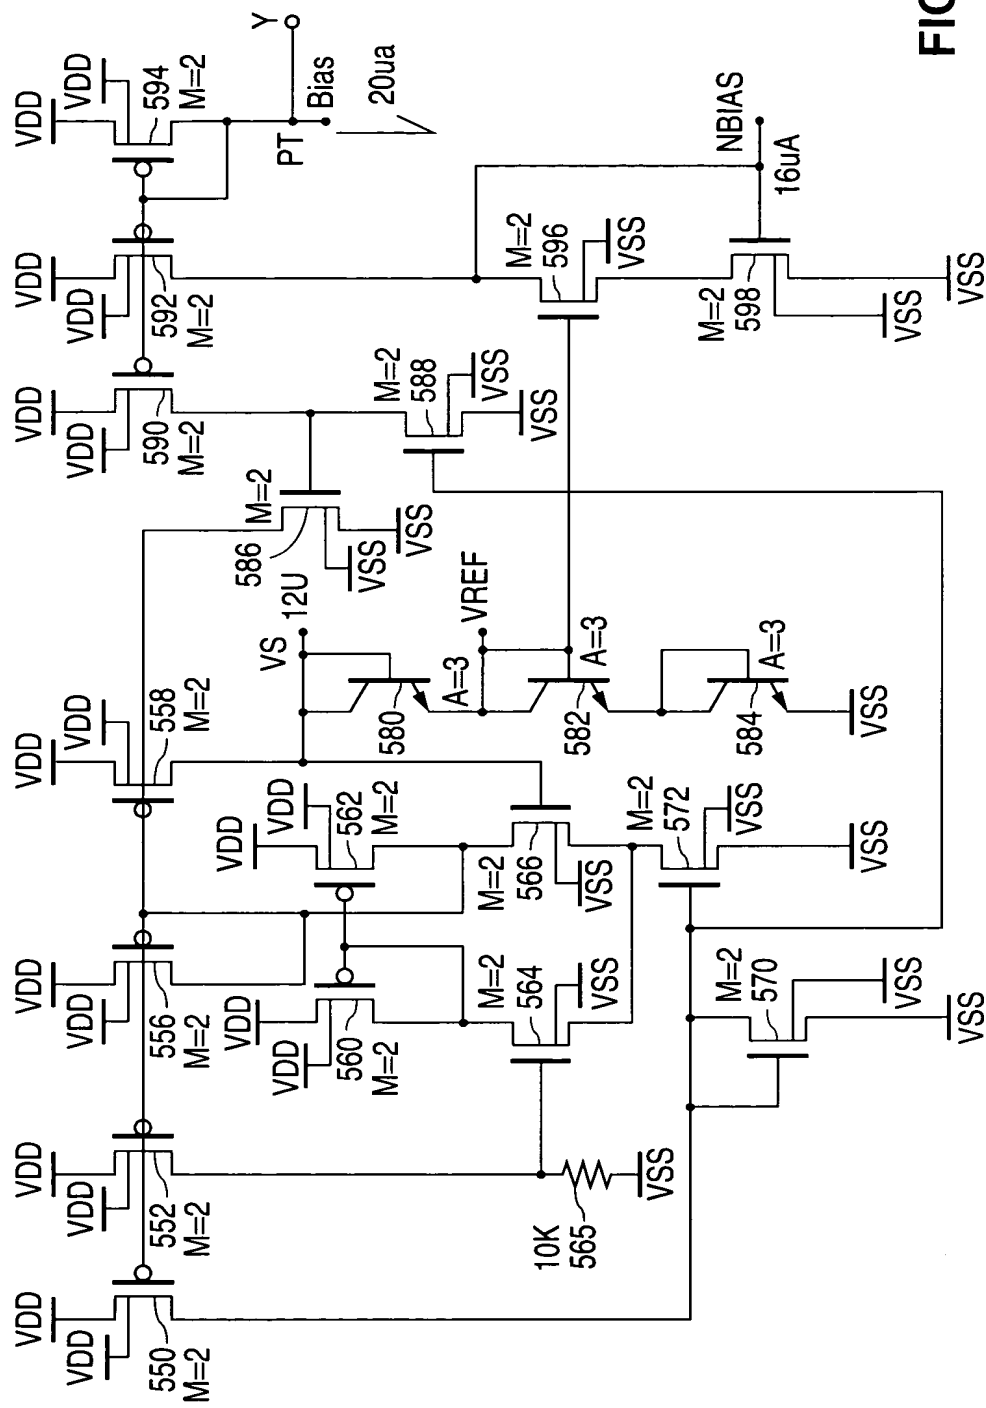 VDD
VDD
VDD
VDD
VDD
VDD
VDD
VDD
VDD
VDD
VDD
VDD
VDD
VDD
550
M=2
552
M=2
556
M=2
558
M=2
590
M=2
592
M=2
594
M=2
VDD
VDD
VDD
VDD
560
M=2
562
M=2
VS
586
12U
M=2
VSS
VSS
PT
Y
Bias
20ua
580
A=3
VREF
M=2
588
VSS
VSS
M=2
564
VSS
M=2
566
VSS
10K
565
VSS
582
A=3
M=2
596
VSS
M=2
572
VSS
VSS
584
A=3
VSS
M=2
570
VSS
VSS
M=2
598
VSS
VSS
NBIAS
16uA